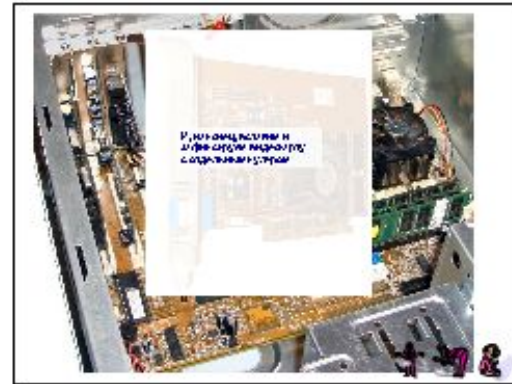 И, наконец, вставим и
зафиксируем видеокарту
с отдельным кулером